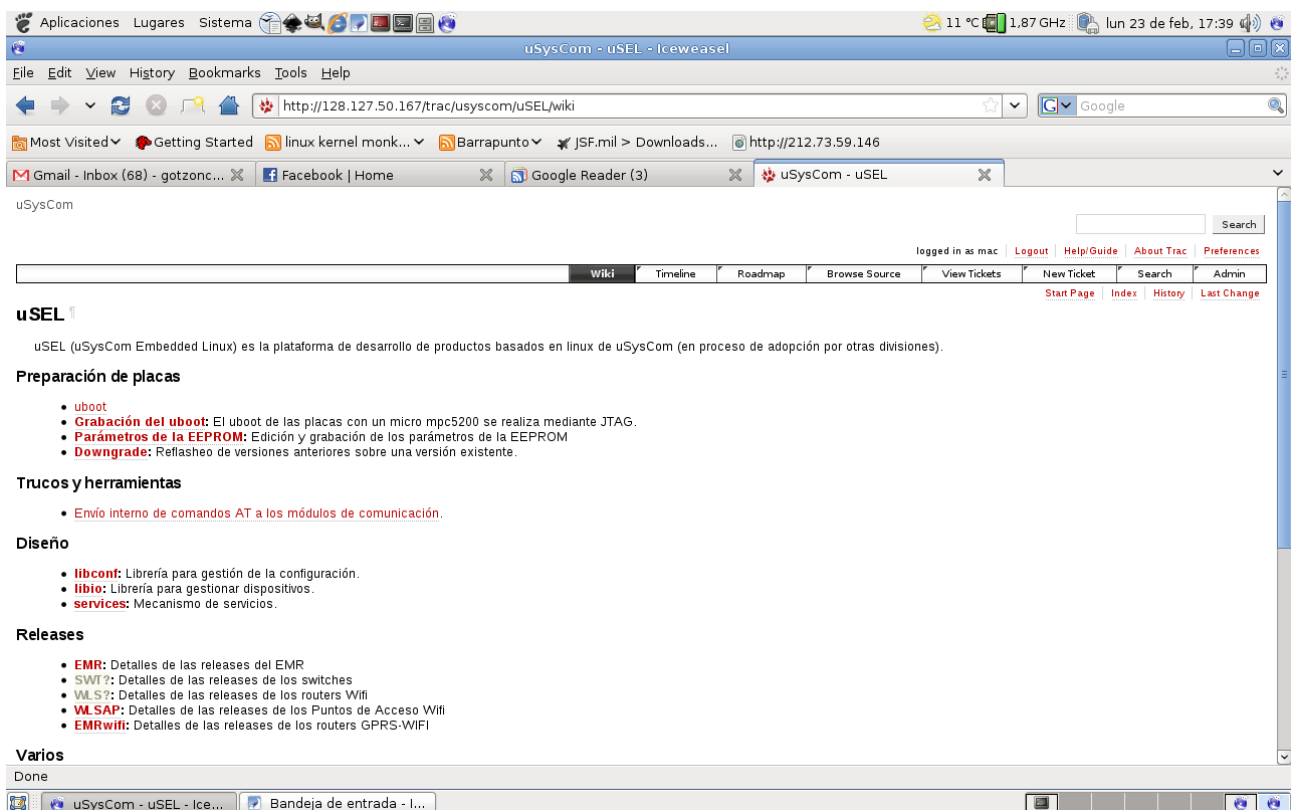 Aplicaciones Lugares Sistema 11 °C 1,87 GHz lun 23 de feb, 17:39
uSysCom - uSEL - Iceweasel
File Edit View History Bookmarks Tools Help
http://128.127.50.167/trac/usyscom/uSEL/wiki G Google
Most Visited Getting Started linux kernel monk... Barrapunto JSF.mil > Downloads... http://212.73.59.146
Gmail - Inbox (68) - gotzonc... Facebook | Home Google Reader (3) uSysCom - uSEL
uSysCom
Search
logged in as mac Logout Help/Guide About Trac Preferences
Wiki Timeline Roadmap Browse Source View Tickets New Ticket Search Admin
Start Page Index History Last Change
uSEL ¶
uSEL (uSysCom Embedded Linux) es la plataforma de desarrollo de productos basados en linux de uSysCom (en proceso de adopción por otras divisiones).
Preparación de placas
• uboot
• Grabación del uboot: El uboot de las placas con un micro mpc5200 se realiza mediante JTAG.
• Parámetros de la EEPROM: Edición y grabación de los parámetros de la EEPROM
• Downgrade: Reflasheo de versiones anteriores sobre una versión existente.
Trucos y herramientas
• Envío interno de comandos AT a los módulos de comunicación.
Diseño
• libconf: Librería para gestión de la configuración.
• libio: Librería para gestionar dispositivos.
• services: Mecanismo de servicios.
Releases
• EMR: Detalles de las releases del EMR
• SWT?: Detalles de las releases de los switches
• WLS?: Detalles de las releases de los routers Wifi
• WLSAP: Detalles de las releases de los Puntos de Acceso Wifi
• EMRwifi: Detalles de las releases de los routers GPRS-WIFI
Varios
Done
uSysCom - uSEL - Ice... Bandeja de entrada - I...